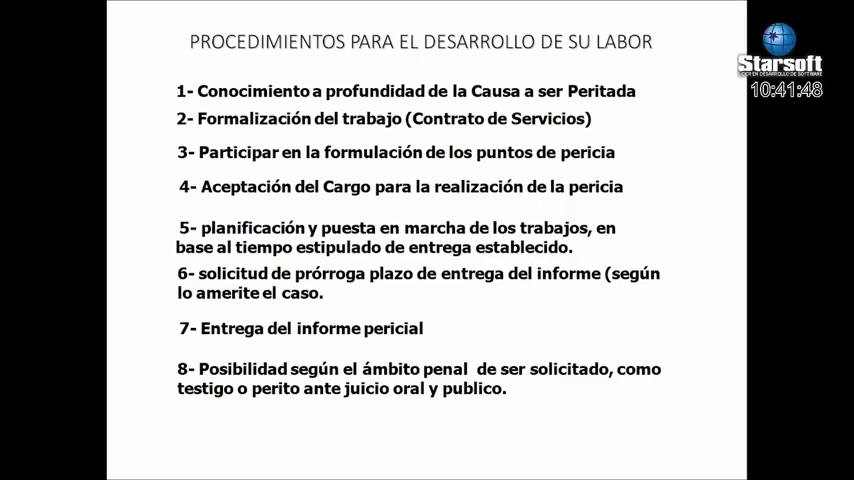 PROCEDIMIENTOS PARA EL DESARROLLO DE SU LABOR
Starsoft
LIDER EN DESARROLLO DE SOFTWARE
10:41:48
1- Conocimiento a profundidad de la Causa a ser Peritada
2- Formalización del trabajo (Contrato de Servicios)
3- Participar en la formulación de los puntos de pericia
4- Aceptación del Cargo para la realización de la pericia
5- planificación y puesta en marcha de los trabajos, en
base al tiempo estipulado de entrega establecido.
6- solicitud de prórroga plazo de entrega del informe (según
lo amerite el caso.
7- Entrega del informe pericial
8- Posibilidad según el ámbito penal  de ser solicitado, como
testigo o perito ante juicio oral y publico.